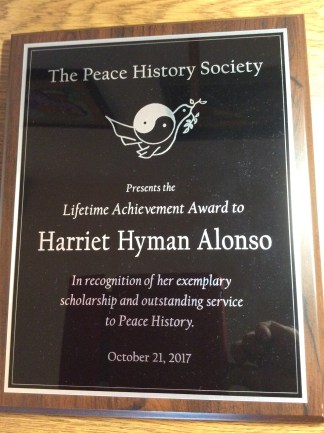 The Peace History Society
Presents the
Lifetime Achievement Award to
Harriet Hyman Alonso
In recognition of her exemplary
scholarship and outstanding service
to Peace History.
October 21, 2017